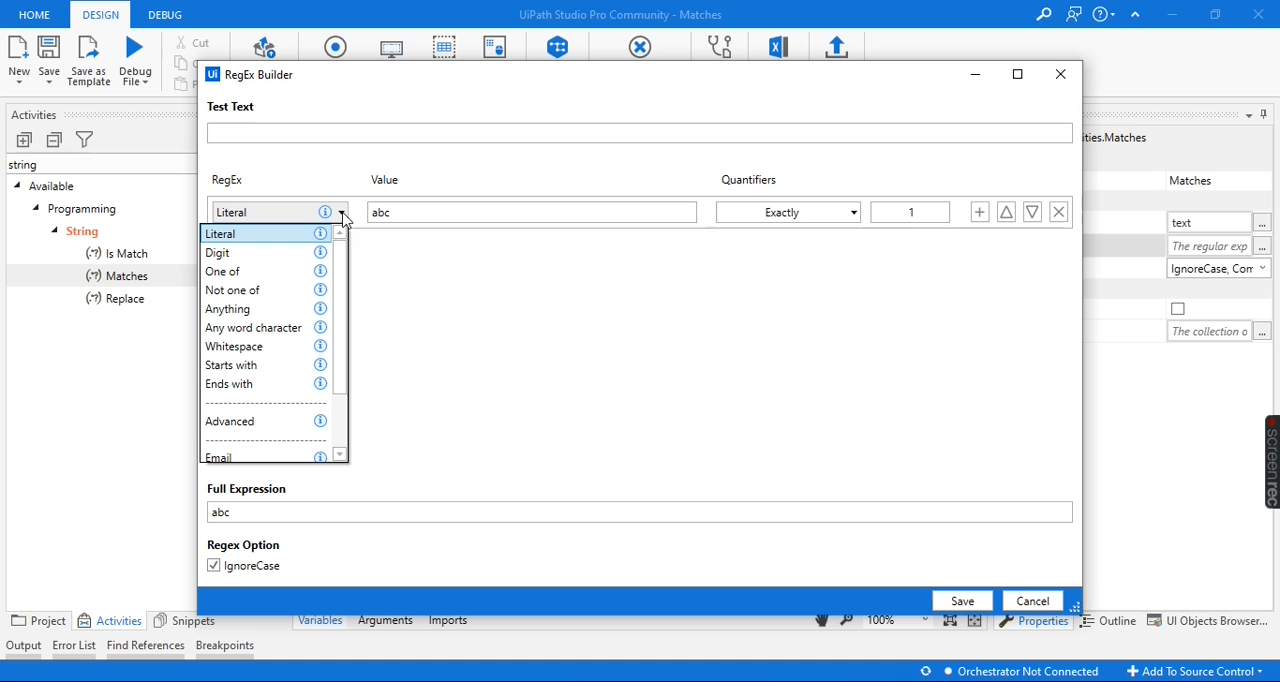 HOME DESIGN DEBUG UiPath Studio Pro Community - Matches
New Save Save as Template Debug File Cut
Ui RegEx Builder
Test Text
Activities
ities.Matches
string
RegEx Value Quantifiers
Matches
Available
Programming
String
Is Match
Matches
Replace
Literal abc Exactly 1
text ...
The regular exp ...
IgnoreCase, Com
The collection o ...
Literal
Digit
One of
Not one of
Anything
Any word character
Whitespace
Starts with
Ends with
Advanced
Email
Full Expression
abc
Regex Option
IgnoreCase
Save Cancel
screenrec
Project Activities Snippets Variables Arguments Imports 100% Properties Outline UI Objects Browser...
Output Error List Find References Breakpoints
Orchestrator Not Connected Add To Source Control